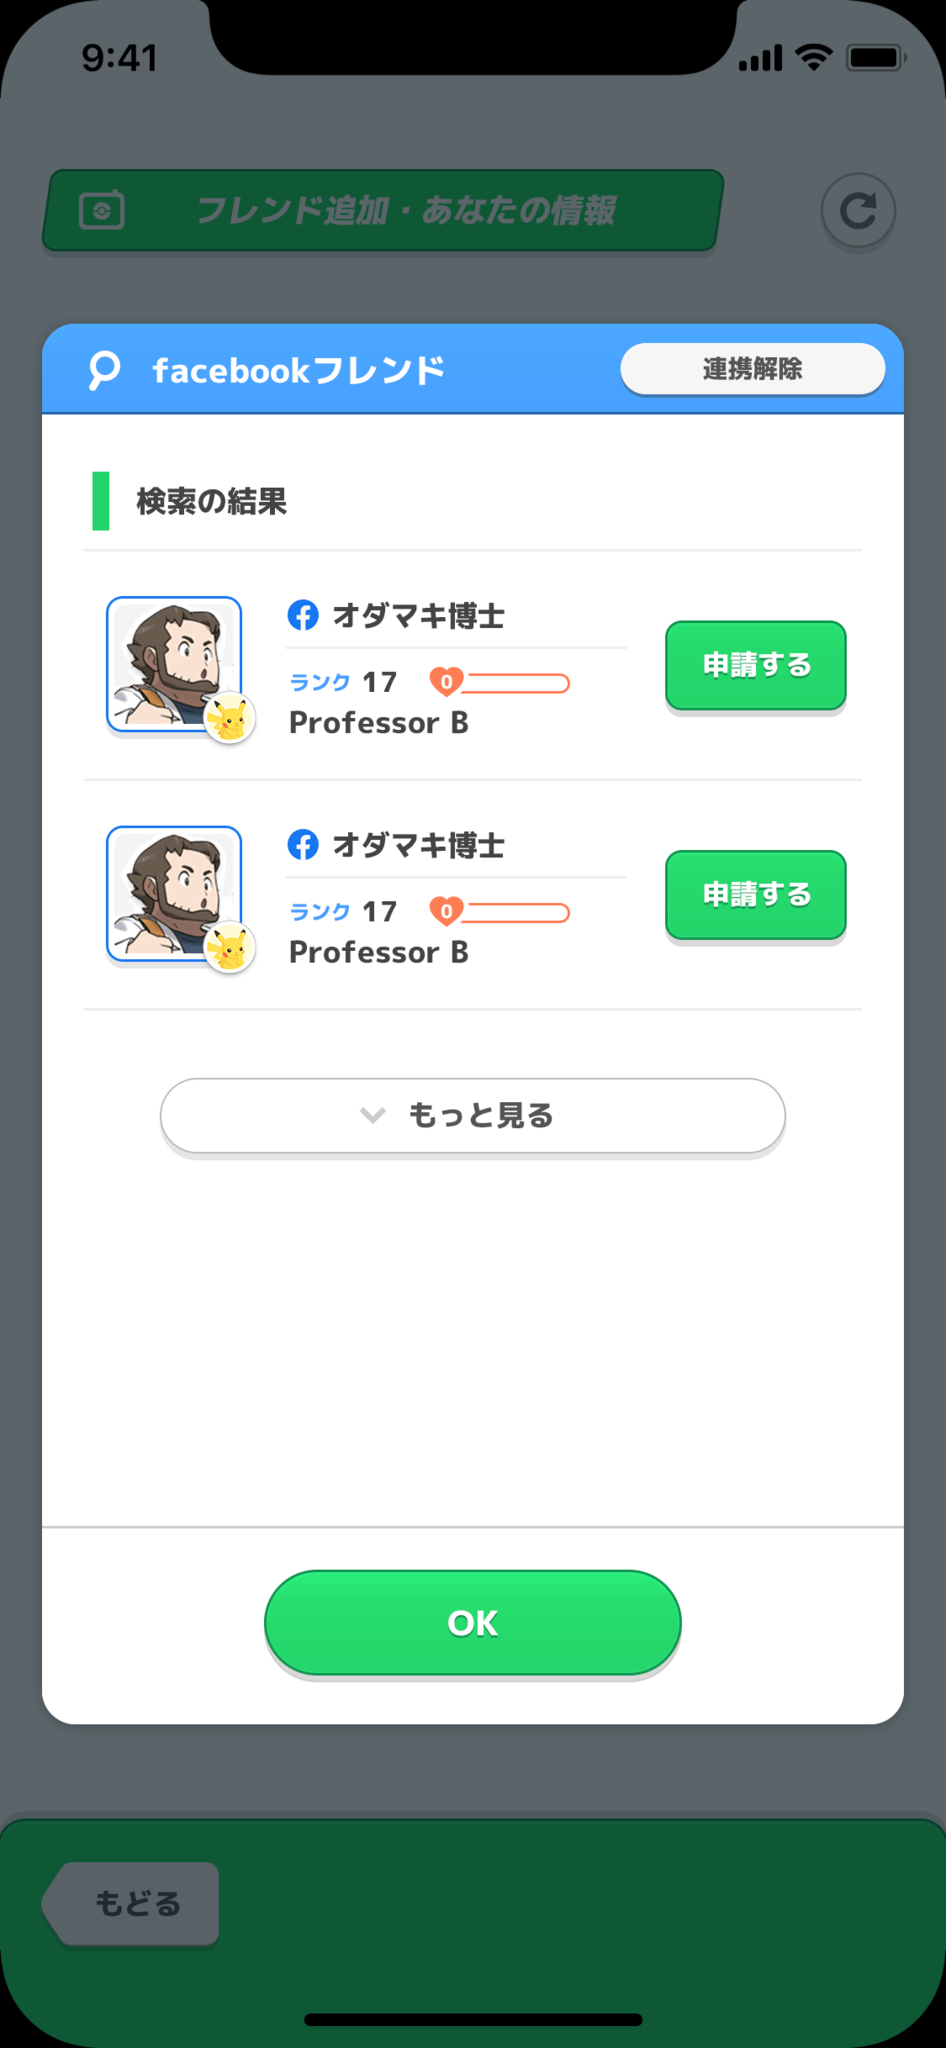 9:41
フレンド追加・あなたの情報
facebookフレンド
連携解除
検索の結果
オダマキ博士
ランク 17
0
Professor B
申請する
オダマキ博士
ランク 17
0
Professor B
申請する
もっと見る
OK
もどる